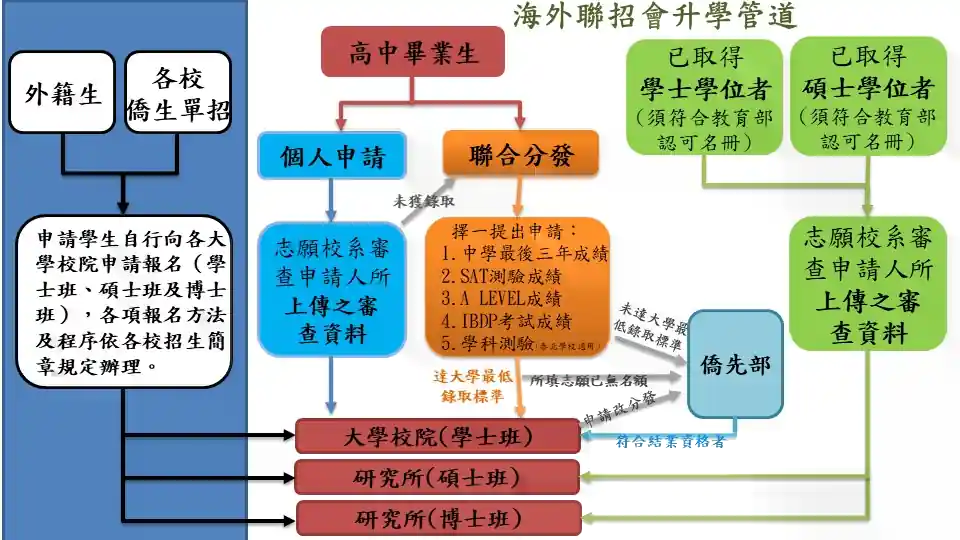 海外聯招會升學管道
外籍生
各校
僑生單招
申請學生自行向各大
學校院申請報名（學
士班、碩士班及博士
班），各項報名方法
及程序依各校招生簡
章規定辦理。
高中畢業生
個人申請
聯合分發
未獲錄取
志願校系審
查申請人所
上傳之審
查資料
擇一提出申請：
1.中學最後三年成績
2.SAT測驗成績
3.A LEVEL成績
4.IBDP考試成績
5.學科測驗(泰北學校適用)
達大學最低
錄取標準
未達大學最
低錄取標準
所填志願已無名額
申請改分發
僑先部
符合結業資格者
已取得
學士學位者
(須符合教育部
認可名冊)
已取得
碩士學位者
(須符合教育部
認可名冊)
志願校系審
查申請人所
上傳之審
查資料
大學校院(學士班)
研究所(碩士班)
研究所(博士班)